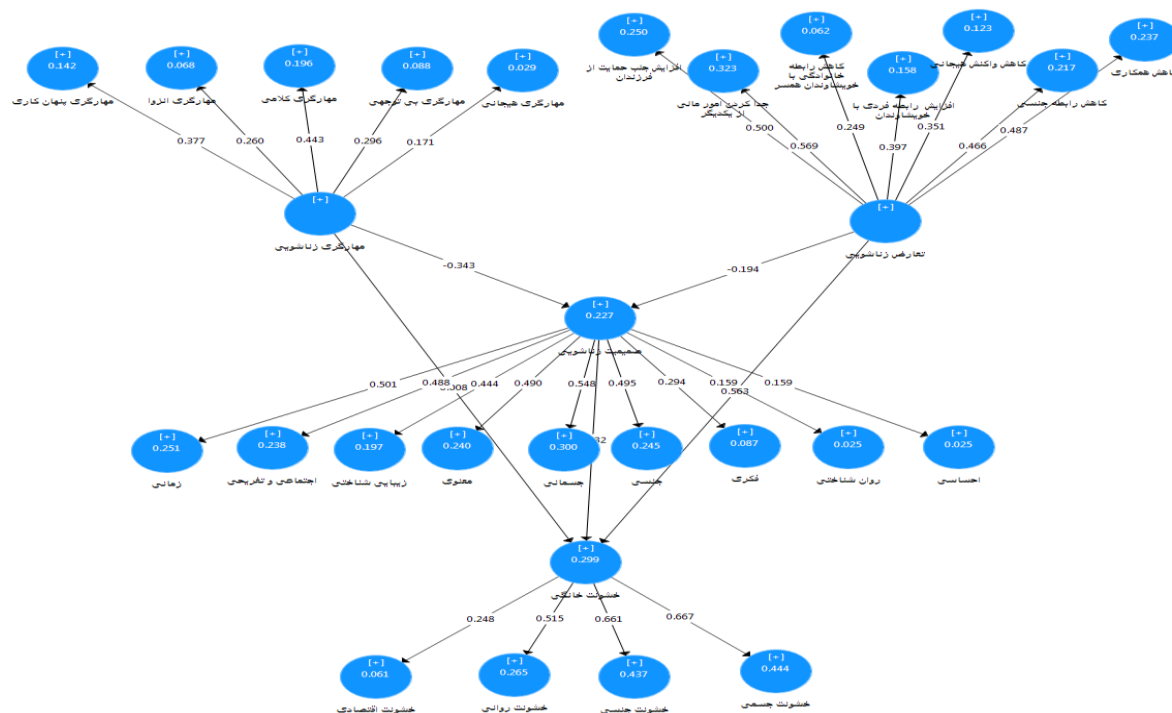 [+]
0.142
مهارگری پنهان کاری
[+]
0.068
مهارگری انزوا
[+]
0.196
مهارگری کلامی
[+]
0.088
مهارگری بی توجهی
[+]
0.029
مهارگری هیجانی
[+]
0.250
افزایش جلب حمایت از
فرزندان
[+]
0.323
جدا کردن امور مالی
از یکدیگر
[+]
0.062
کاهش رابطه
خانوادگی با
خویشاوندان همسر
[+]
0.158
افزایش رابطه فردی با
خویشاوندان
[+]
0.123
کاهش واکنش هیجانی
[+]
0.217
کاهش رابطه جنسی
[+]
0.237
کاهش همکاری
0.377
0.260
0.443
0.296
0.171
0.500
0.569
0.249
0.397
0.351
0.466
0.487
[+]
مهارگری زناشویی
[+]
تعارض زناشویی
-0.343
-0.194
[+]
0.227
صمیمیت زناشویی
0.501
0.488
0.444
0.490
0.548
0.495
0.294
0.159
0.563
0.159
[+]
0.251
زمانی
[+]
0.238
اجتماعی و تفریحی
[+]
0.197
زیبایی شناختی
[+]
0.240
معنوی
[+]
0.300
جسمانی
[+]
0.245
جنسی
[+]
0.087
فکری
[+]
0.025
روان شناختی
[+]
0.025
احساسی
[+]
0.299
خشونت خانگی
0.248
0.515
0.661
0.667
[+]
0.061
خشونت اقتصادی
[+]
0.265
خشونت روانی
[+]
0.437
خشونت جنسی
[+]
0.444
خشونت جسمی